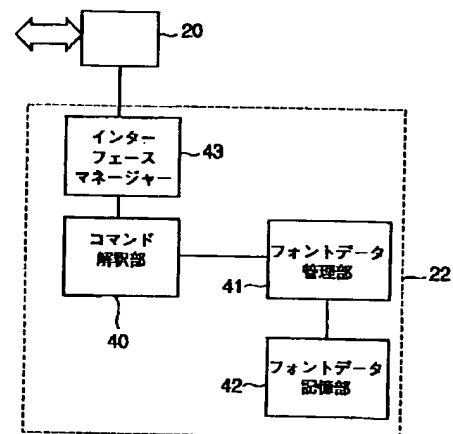 20
インター
フェース
マネージャー
43
コマンド
解釈部
40
フォントデータ
管理部
41
22
フォントデータ
記憶部
42